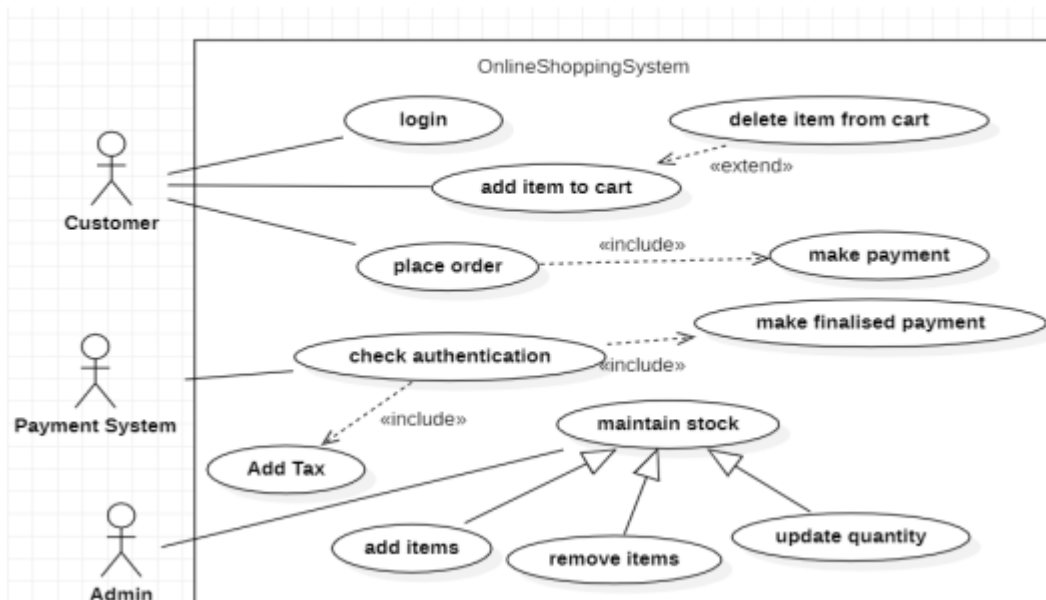 OnlineShoppingSystem
login
delete item from cart
«extend»
add item to cart
Customer
«include»
make payment
place order
make finalised payment
check authentication
«include»
Payment System
«include»
maintain stock
Add Tax
update quantity
add items
remove items
Admin